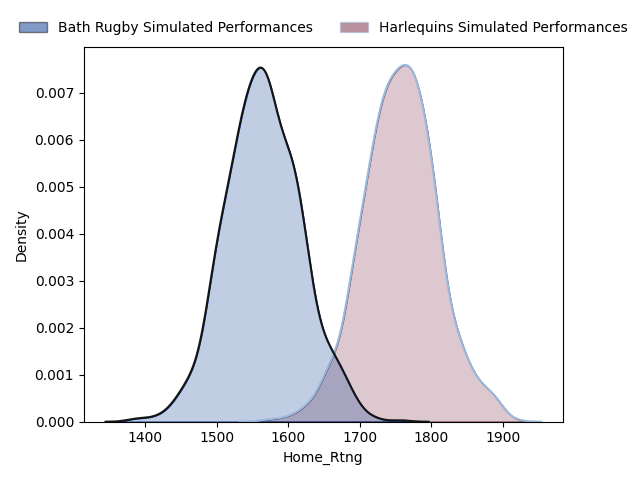 Bath Rugby Simulated Performances Harlequins Simulated Performances
0.007
0.006
0.005
0.004
0.003
0.002
0.001
0.000
Density
1400 1500 1600 1700 1800 1900
Home_Rtng